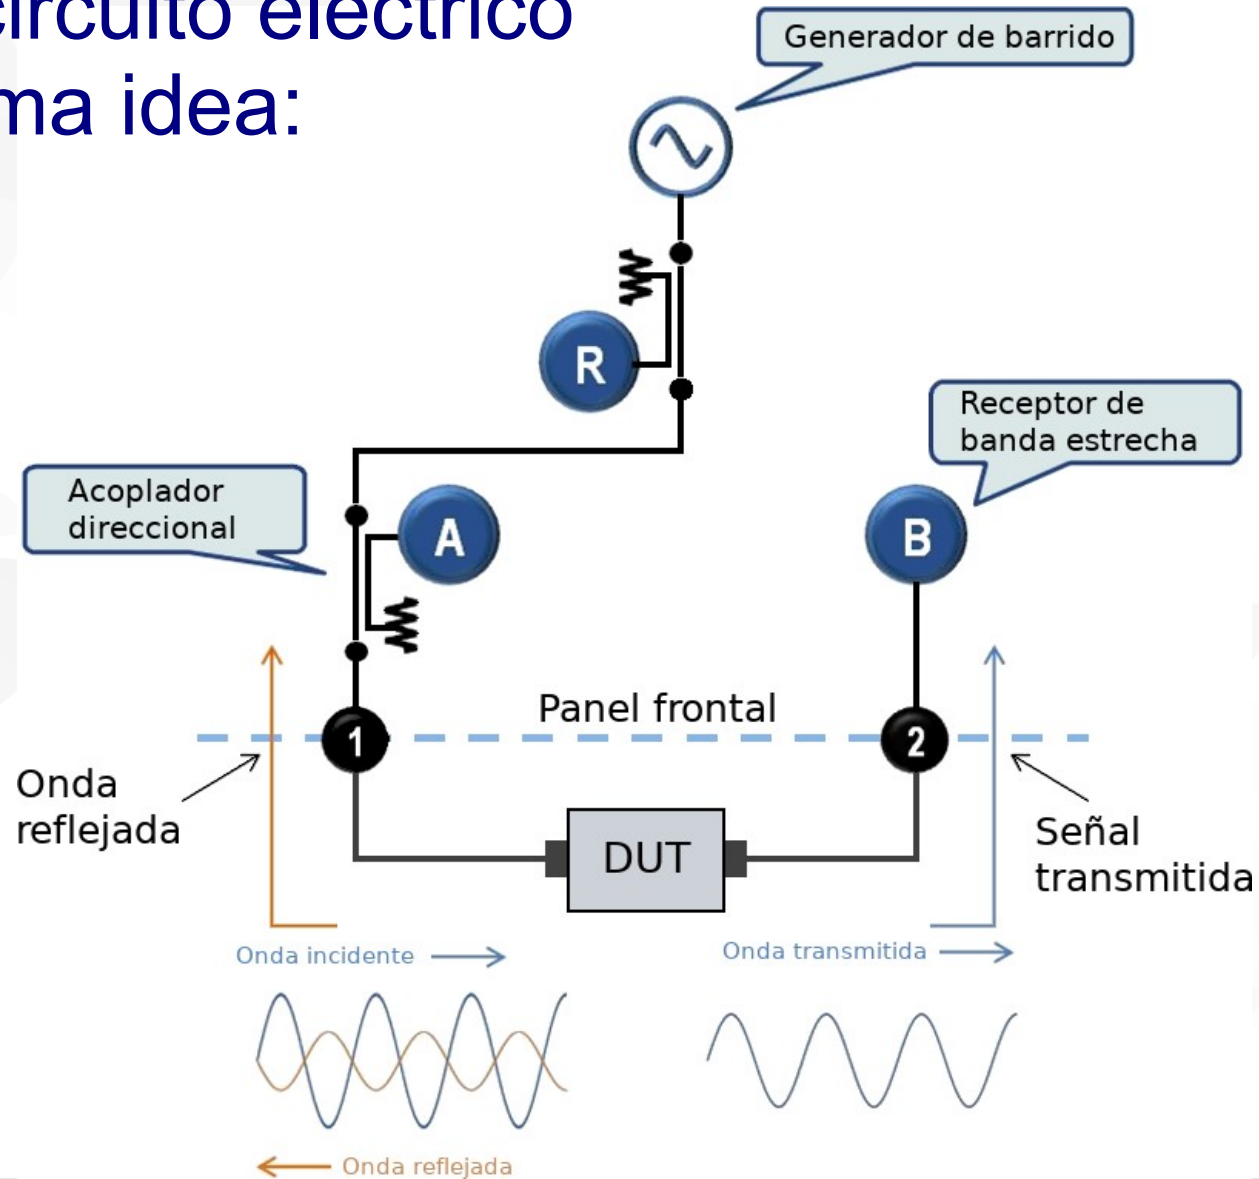 circuito eléctrico
ma idea:
Generador de barrido
R
Receptor de
banda estrecha
Acoplador
direccional
A
B
Panel frontal
1
2
Onda
reflejada
DUT
Señal
transmitida
Onda incidente
Onda transmitida
Onda reflejada